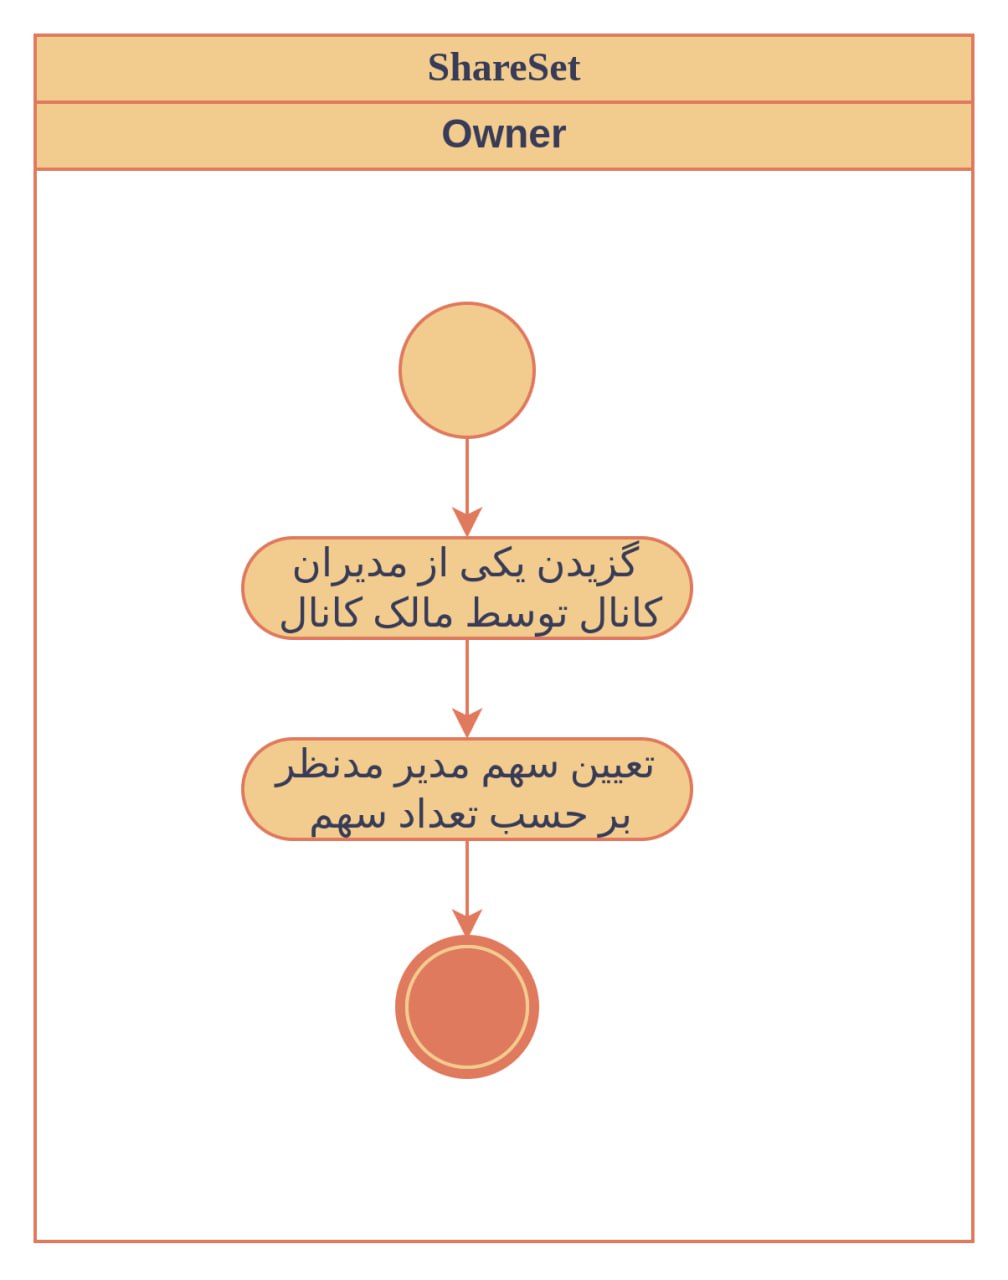 ShareSet
Owner
گزیدن یکی از مدیران
کانال توسط مالک کانال
تعیین سهم مدیر مدنظر
بر حسب تعداد سهم